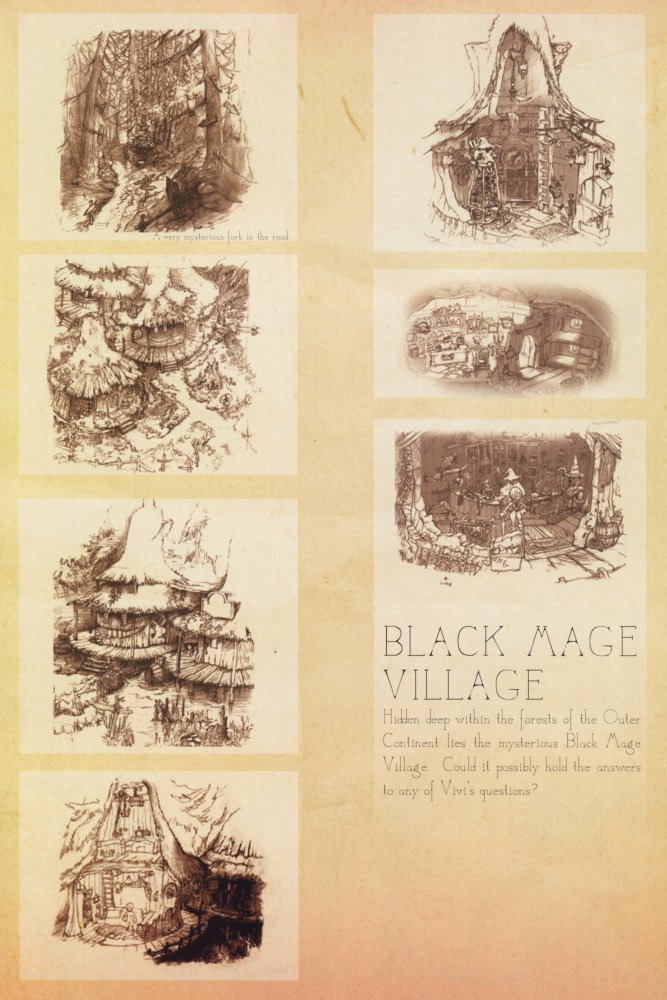 A very mysterious fork in the road.
BLACK MAGE
VILLAGE
Hidden deep within the forests of the Outer
Continent lies the mysterious Black Mage
Village. Could it possibly hold the answers
to any of Vivi's questions?